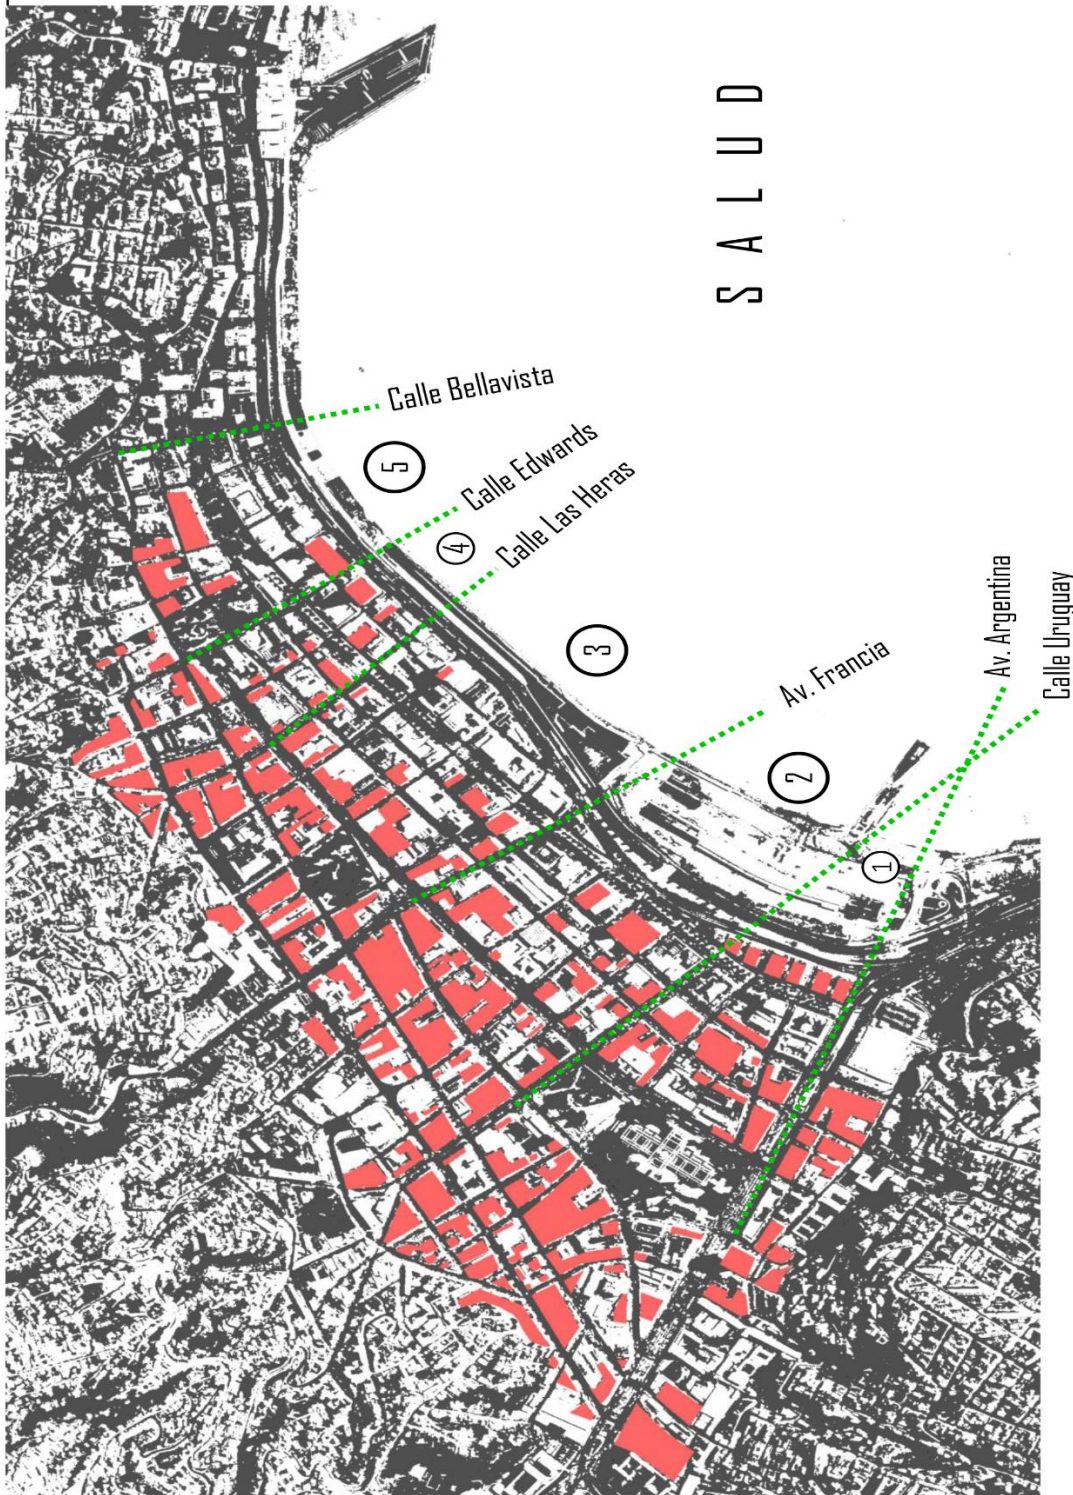 SALUD
Calle Bellavista
5
Calle Edwards
4
Calle Las Heras
3
Av. Francia
2
Av. Argentina
1
Calle Uruguay